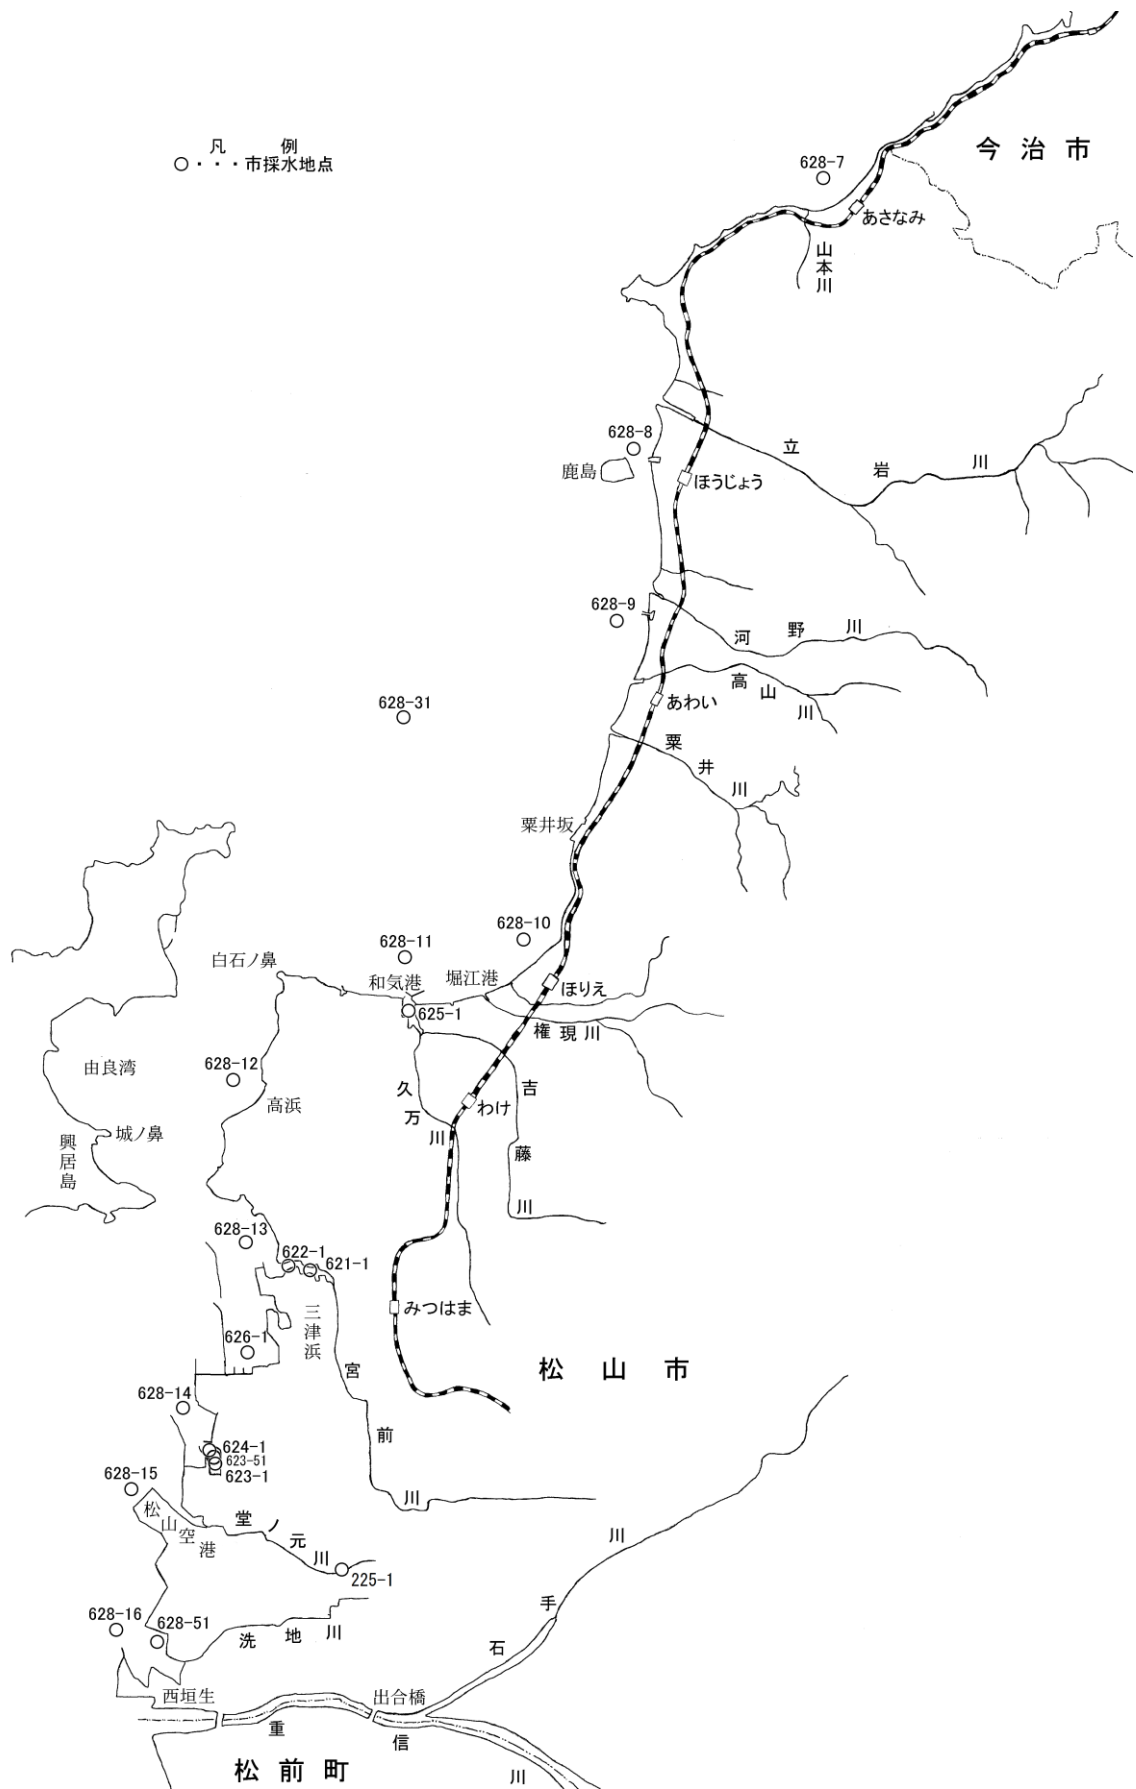 凡 例
○・・・市採水地点
今治市
628-7
あさなみ
山本川
628-8
鹿島
ほうじょう
立岩川
628-9
河野川
高山川
あわい
628-31
粟井川
粟井坂
628-10
628-11
白石ノ鼻
和気港
堀江港
ほりえ
625-1
権現川
由良湾
628-12
高浜
久万川
わけ
吉藤川
城ノ鼻
興居島
628-13
622-1
621-1
三津浜
みつはま
626-1
宮前川
松山市
628-14
624-1
623-51
623-1
628-15
松山空港
堂ノ元川
225-1
石手川
628-16
628-51
洗地川
西垣生
出合橋
重信川
松前町